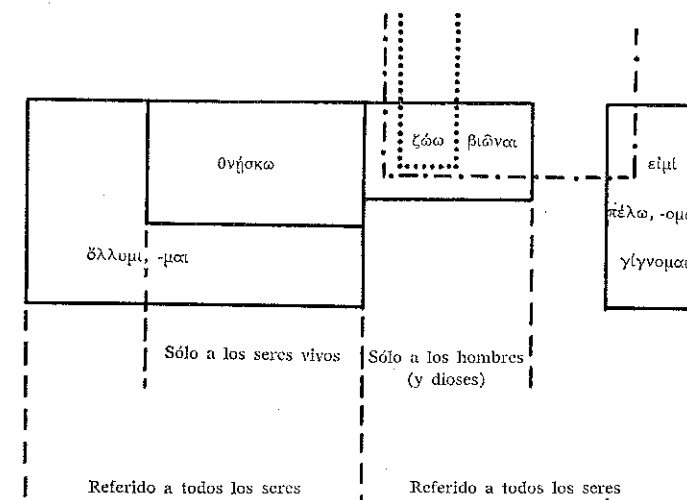 ζώω βιῶναι
θνῄσκω
εἰμί
πέλω,
ὄλλυμι, -μαι
γίγνομαι
Sólo a los seres vivos
Sólo a los hombres
(y dioses)
Referido a todos los seres
Referido a todos los seres